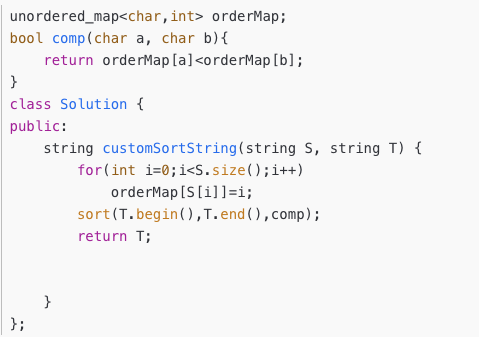 unordered_map<char,int> orderMap;
bool comp(char a, char b){
    return orderMap[a]<orderMap[b];
}
class Solution {
public:
    string customSortString(string S, string T) {
        for(int i=0;i<S.size();i++)
            orderMap[S[i]]=i;
        sort(T.begin(),T.end(),comp);
        return T;
    }
};